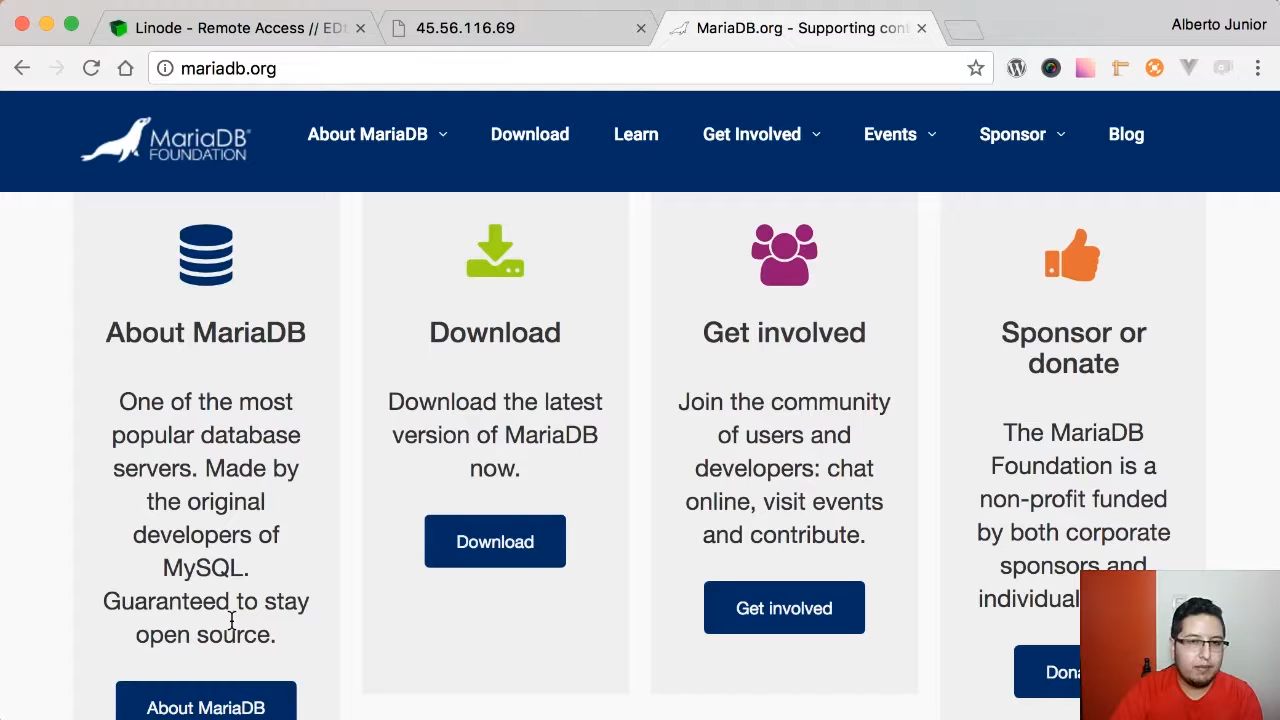 Linode - Remote Access // ED
45.56.116.69
MariaDB.org - Supporting cont
Alberto Junior
mariadb.org
MariaDB®
FOUNDATION
About MariaDB
Download
Learn
Get Involved
Events
Sponsor
Blog
About MariaDB
One of the most
popular database
servers. Made by
the original
developers of
MySQL.
Guaranteed to stay
open source.
About MariaDB
Download
Download the latest
version of MariaDB
now.
Download
Get involved
Join the community
of users and
developers: chat
online, visit events
and contribute.
Get involved
Sponsor or
donate
The MariaDB
Foundation is a
non-profit funded
by both corporate
sponsors and
individual
Dona